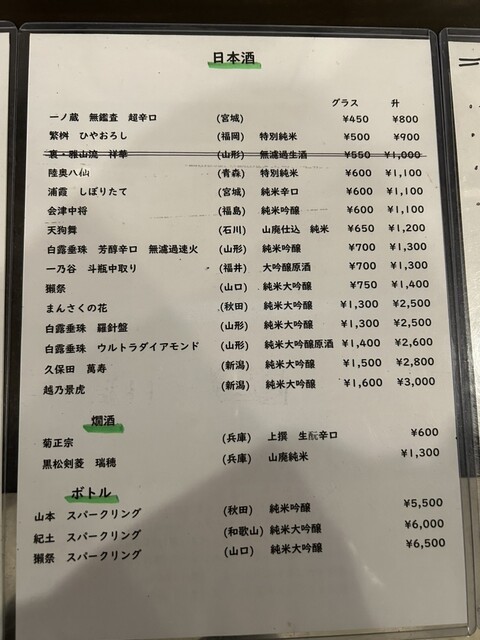 日本酒
グラス 升
一ノ蔵 無鑑査 超辛口 (宮城) ¥450 ¥800
繁桝 ひやおろし (福岡) 特別純米 ¥500 ¥900
裏・雅山流 祥華 (山形) 無濾過生酒 ¥550 ¥1,000
陸奥八仙 (青森) 特別純米 ¥600 ¥1,100
浦霞 しぼりたて (宮城) 純米辛口 ¥600 ¥1,100
会津中将 (福島) 純米吟醸 ¥600 ¥1,100
天狗舞 (石川) 山廃仕込 純米 ¥650 ¥1,200
白露垂珠 芳醇辛口 無濾過速火 (山形) 純米吟醸 ¥700 ¥1,300
一乃谷 斗瓶中取り (福井) 大吟醸原酒 ¥700 ¥1,300
獺祭 (山口) 純米大吟醸 ¥750 ¥1,400
まんさくの花 (秋田) 純米大吟醸 ¥1,300 ¥2,500
白露垂珠 羅針盤 (山形) 純米大吟醸 ¥1,300 ¥2,500
白露垂珠 ウルトラダイアモンド (山形) 純米大吟醸原酒 ¥1,400 ¥2,600
久保田 萬寿 (新潟) 純米大吟醸 ¥1,500 ¥2,800
越乃景虎 (新潟) 純米大吟醸 ¥1,600 ¥3,000
燗酒
菊正宗 (兵庫) 上撰 生酛辛口 ¥600
黒松剣菱 瑞穂 (兵庫) 山廃純米 ¥1,300
ボトル
山本 スパークリング (秋田) 純米吟醸 ¥5,500
紀土 スパークリング (和歌山) 純米大吟醸 ¥6,000
獺祭 スパークリング (山口) 純米大吟醸 ¥6,500